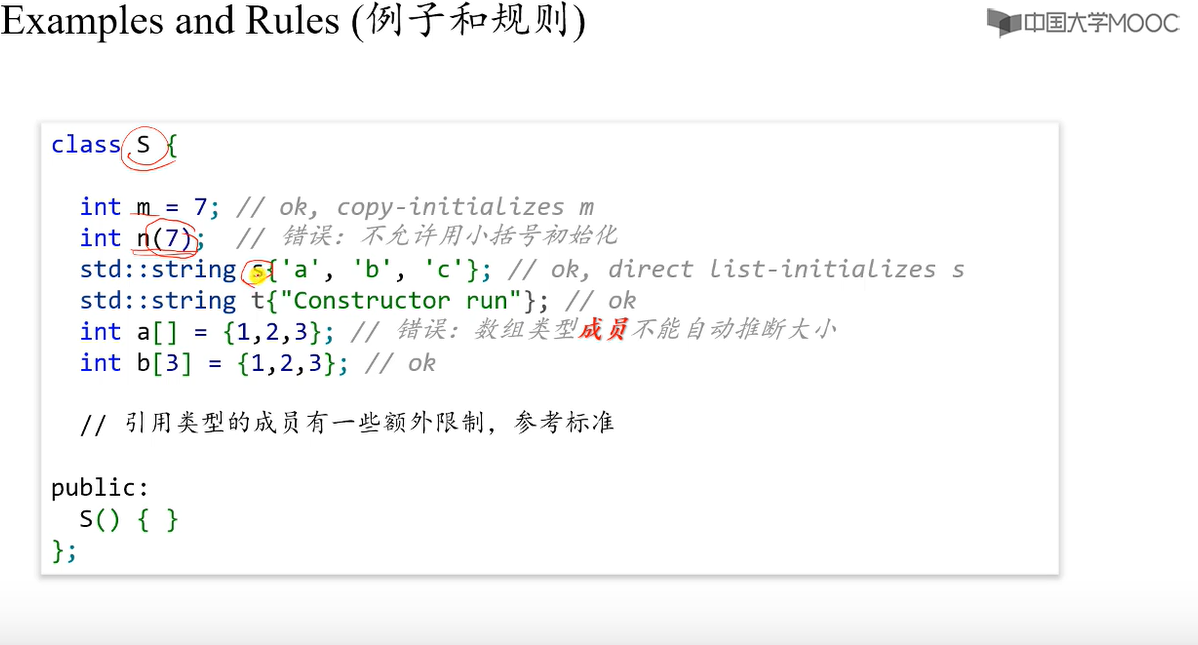 Examples and Rules (例子和规则)
中国大学MOOC
class S {
int m = 7; // ok, copy-initializes m
int n(7); // 错误：不允许用小括号初始化
std::string s{'a', 'b', 'c'}; // ok, direct list-initializes s
std::string t{"Constructor run"}; // ok
int a[] = {1,2,3}; // 错误：数组类型成员不能自动推断大小
int b[3] = {1,2,3}; // ok
// 引用类型的成员有一些额外限制，参考标准
public:
S() { }
};